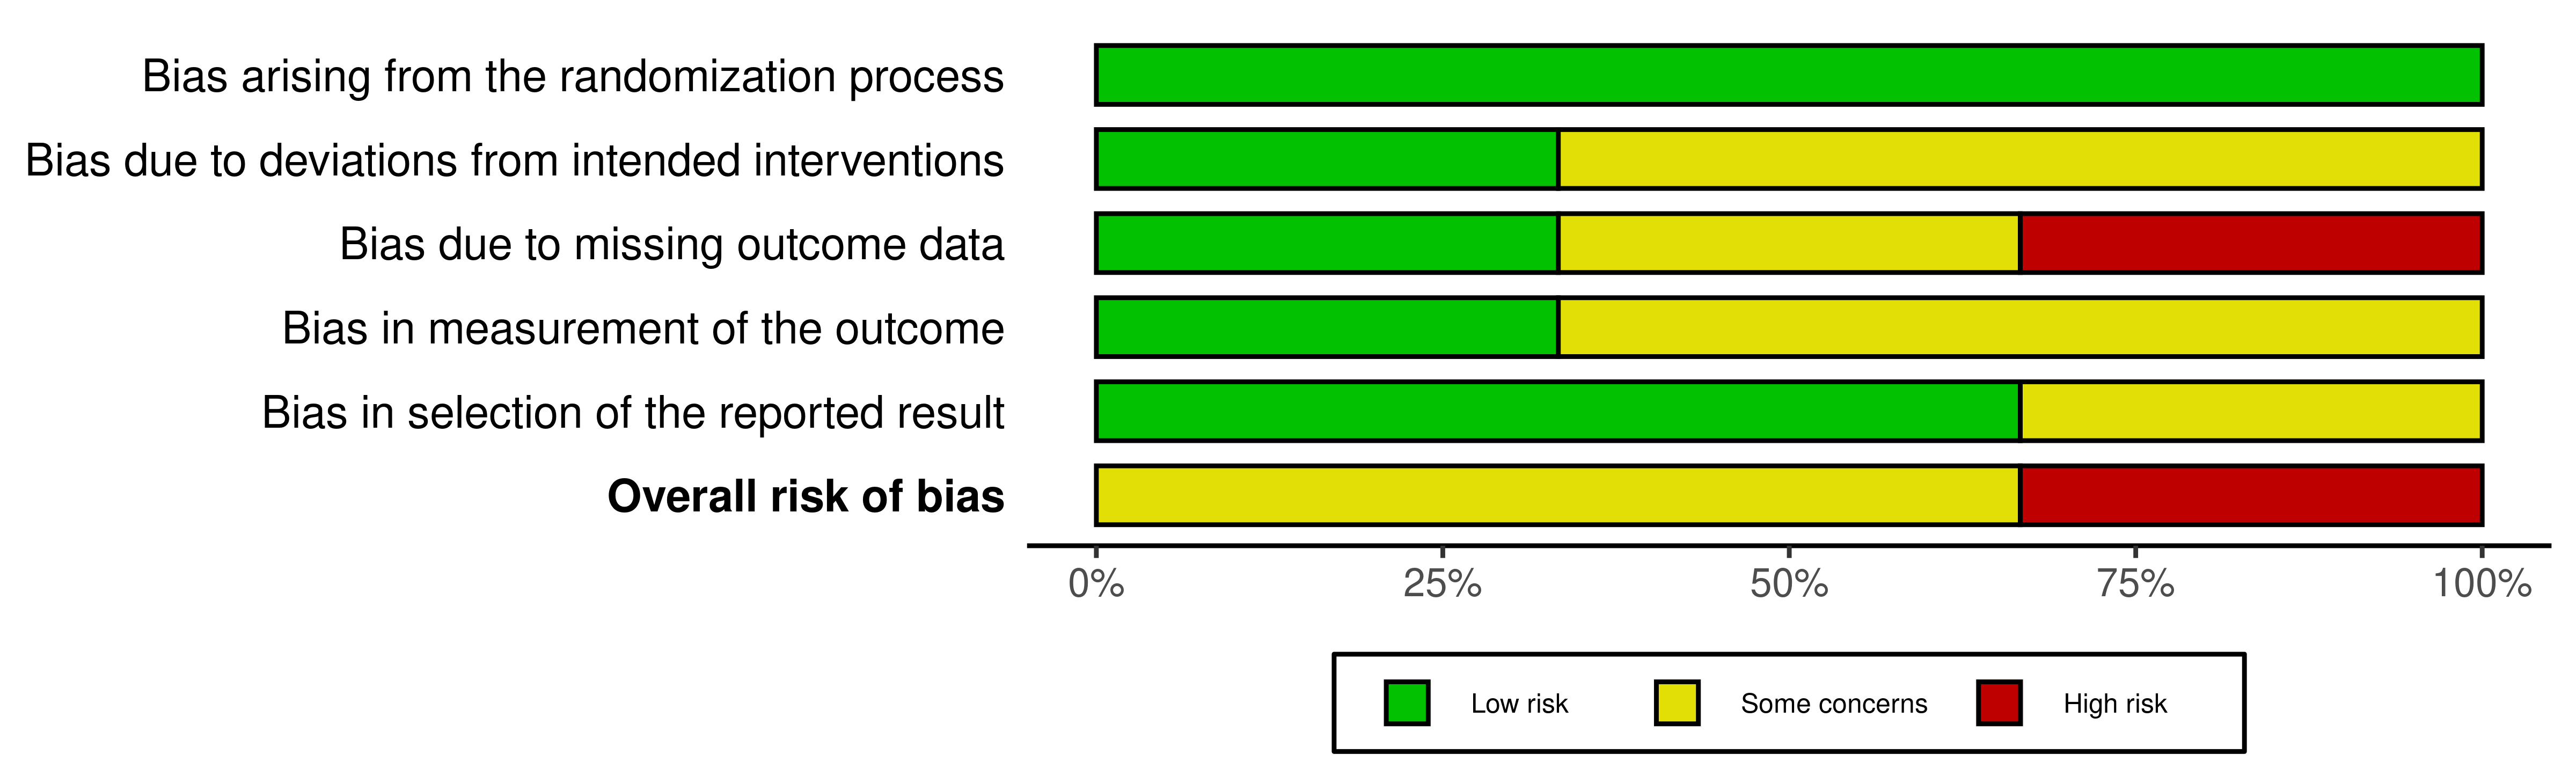 Bias arising from the randomization process
Bias due to deviations from intended interventions
Bias due to missing outcome data
Bias in measurement of the outcome
Bias in selection of the reported result
Overall risk of bias
0% 25% 50% 75% 100%
Low risk Some concerns High risk